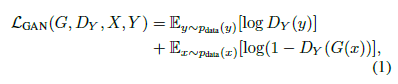 ℒ_GAN(G, D_Y, X, Y) = 𝔼_{y∼p_data(y)}[log D_Y(y)]
+ 𝔼_{x∼p_data(x)}[log(1 − D_Y(G(x))],
(1)